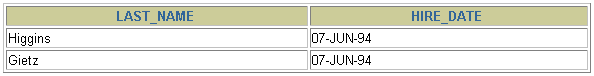 LAST_NAME HIRE_DATE
Higgins 07-JUN-94
Gietz 07-JUN-94